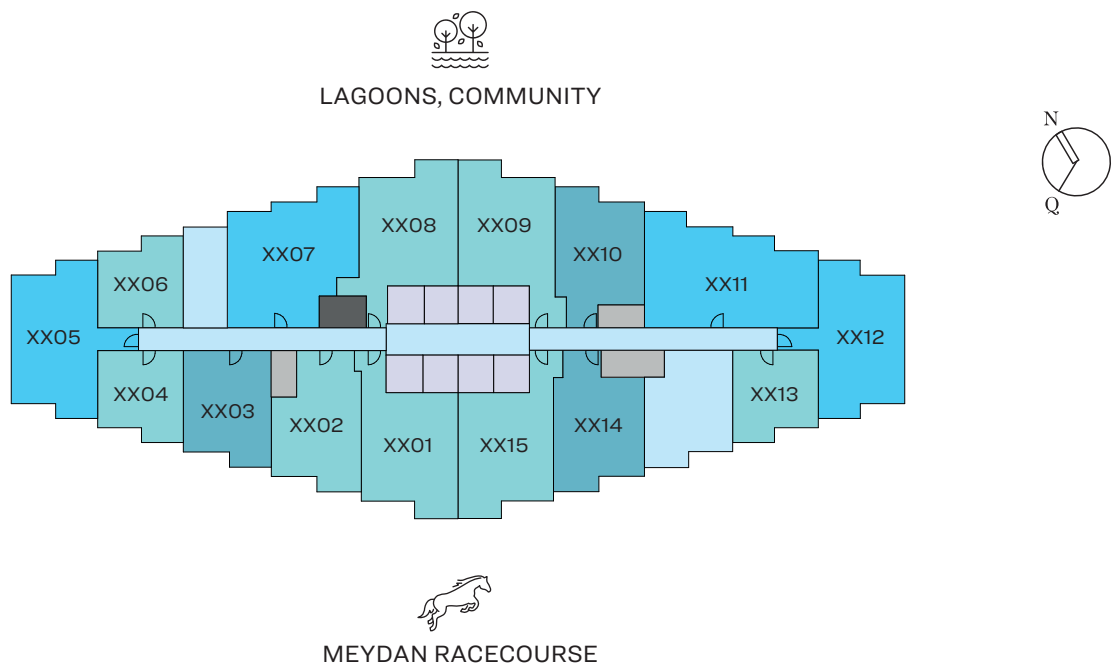 LAGOONS, COMMUNITY
N
Q
XX08
XX09
XX07
XX10
XX06
XX11
XX05
XX12
XX04
XX13
XX03
XX02
XX14
XX01
XX15
MEYDAN RACECOURSE